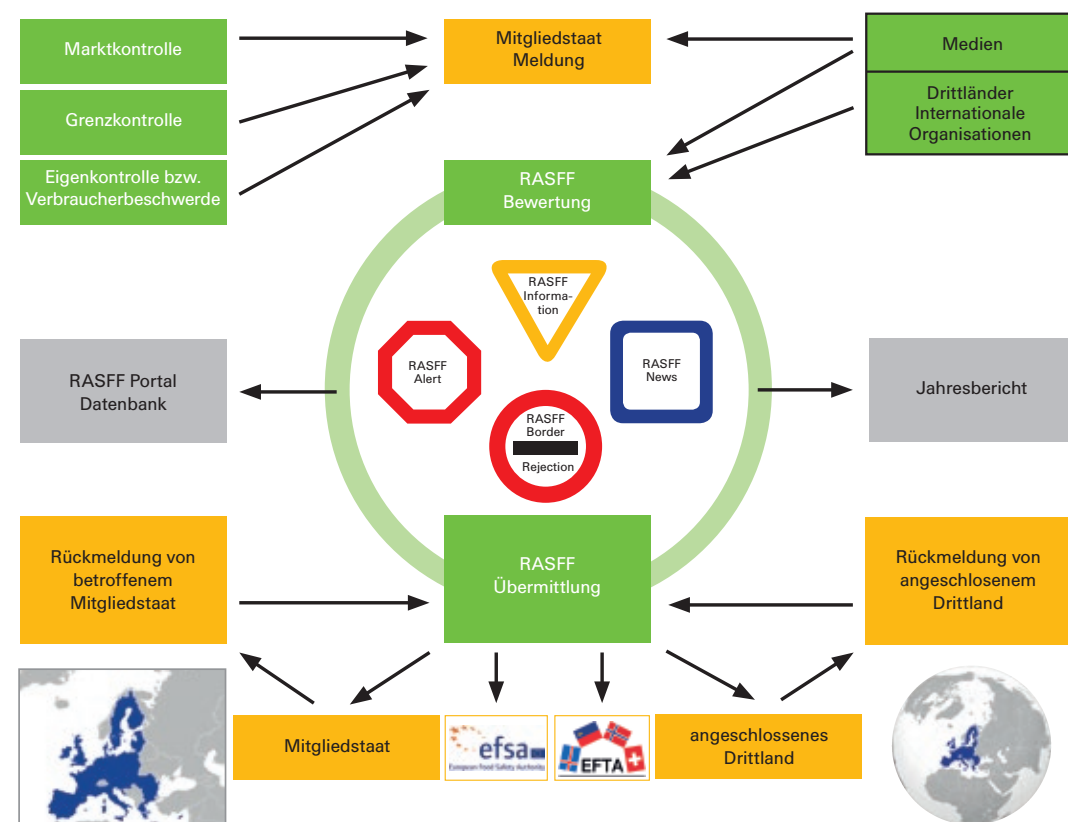 Marktkontrolle
Mitgliedstaat
Meldung
Medien
Grenzkontrolle
Drittländer
Internationale
Organisationen
Eigenkontrolle bzw.
Verbraucherbeschwerde
RASFF
Bewertung
RASFF
Informa-
tion
RASFF
Alert
RASFF
News
RASFF Portal
Datenbank
Jahresbericht
RASFF
Border
Rejection
Rückmeldung von
betroffenem
Mitgliedstaat
RASFF
Übermittlung
Rückmeldung von
angeschlosenem
Drittland
Mitgliedstaat
efsa
European Food Safety Authority
EFTA
angeschlossenes
Drittland